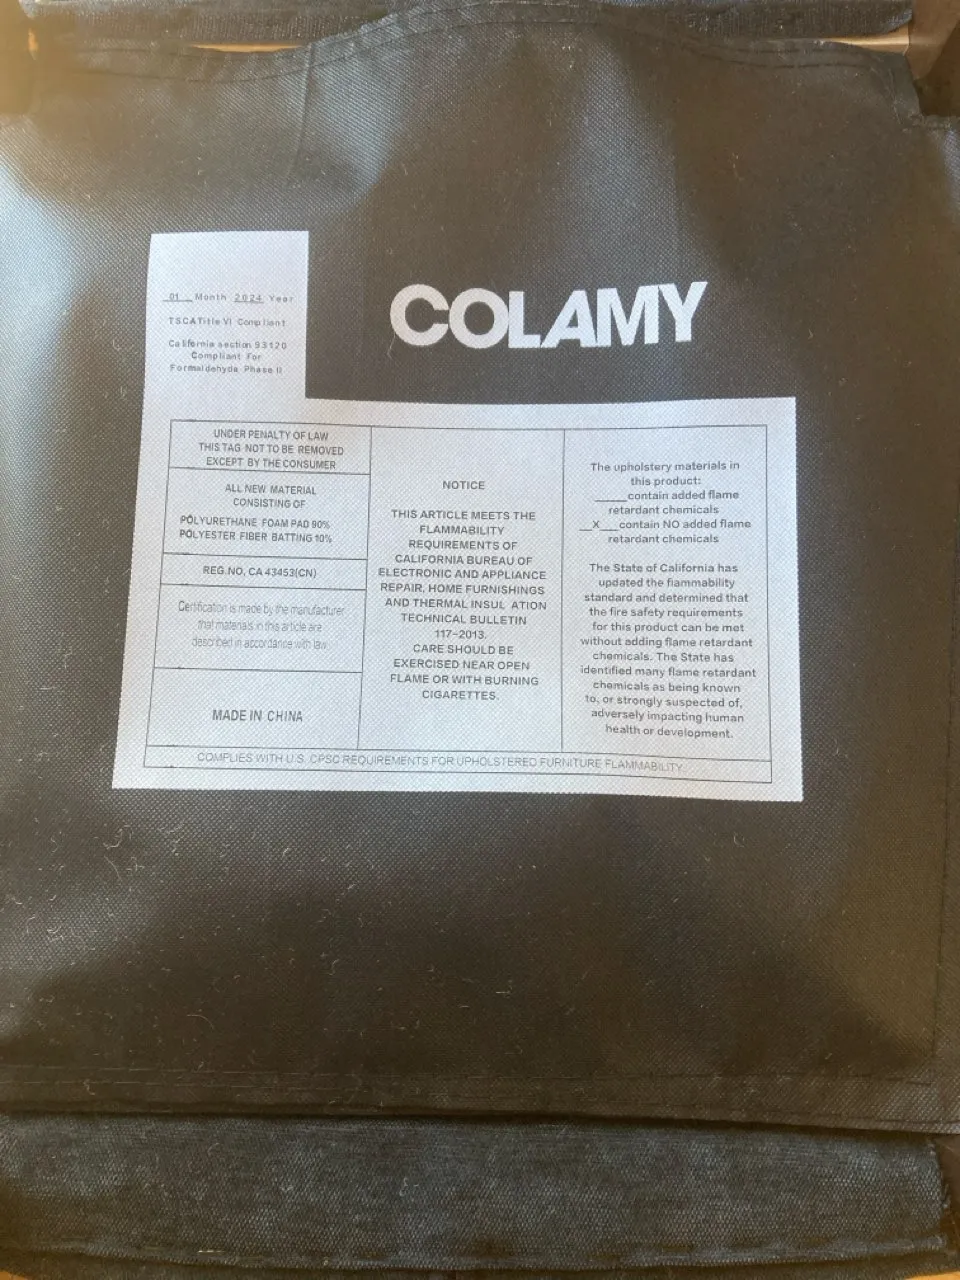 01 Month 2024 Year
TSCATitle VI Compliant
California section 93120
Compliant For
Formaldehyde Phase II
COLAMY
UNDER PENALTY OF LAW
THIS TAG NOT TO BE REMOVED
EXCEPT BY THE CONSUMER
ALL NEW MATERIAL
CONSISTING OF
POLYURETHANE FOAM PAD 90%
POLYESTER FIBER BATTING 10%
REG.NO, CA 43453(CN)
Certification is made by the manufacturer
that materials in this article are
described in accordance with law
MADE IN CHINA
NOTICE
THIS ARTICLE MEETS THE
FLAMMABILITY
REQUIREMENTS OF
CALIFORNIA BUREAU OF
ELECTRONIC AND APPLIANCE
REPAIR, HOME FURNISHINGS
AND THERMAL INSUL ATION
TECHNICAL BULLETIN
117-2013.
CARE SHOULD BE
EXERCISED NEAR OPEN
FLAME OR WITH BURNING
CIGARETTES.
The upholstery materials in
this product:
_____contain added flame
retardant chemicals
__X___contain NO added flame
retardant chemicals
The State of California has
updated the flammability
standard and determined that
the fire safety requirements
for this product can be met
without adding flame retardant
chemicals. The State has
identified many flame retardant
chemicals as being known
to, or strongly suspected of,
adversely impacting human
health or development.
COMPLIES WITH U.S. CPSC REQUIREMENTS FOR UPHOLSTERED FURNITURE FLAMMABILITY